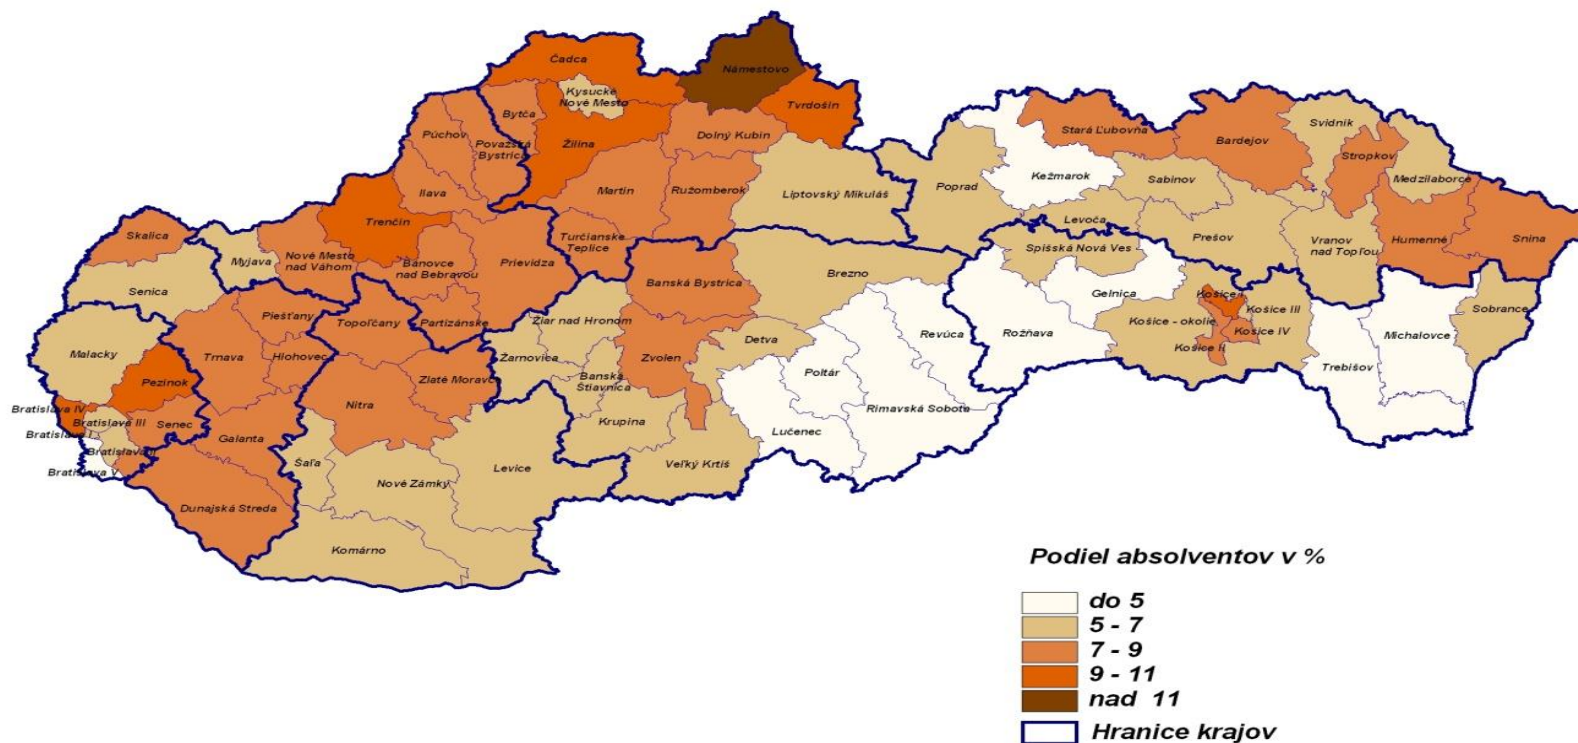 Čadca
Námestovo
Kysucké
Nové Mesto
Tvrdošín
Bytča
Púchov
Považská
Bystrica
Žilina
Dolný Kubín
Stará Ľubovňa
Bardejov
Svidník
Stropkov
Medzilaborce
Ilava
Martin
Ružomberok
Liptovský Mikuláš
Poprad
Kežmarok
Sabinov
Levoča
Prešov
Vranov
nad Topľou
Humenné
Snina
Skalica
Trenčín
Myjava
Nové Mesto
nad Váhom
Bánovce
nad Bebravou
Prievidza
Turčianske
Teplice
Spišská Nová Ves
Brezno
Senica
Banská Bystrica
Gelnica
Košice I
Košice III
Sobrance
Piešťany
Topoľčany
Partizánske
Žiar nad Hronom
Rožňava
Košice - okolie
Košice IV
Košice II
Michalovce
Malacky
Trnava
Hlohovec
Žarnovica
Zvolen
Detva
Revúca
Trebišov
Pezinok
Zlaté Moravce
Banská
Štiavnica
Poltár
Nitra
Rimavská Sobota
Bratislava IV
Bratislava III
Senec
Krupina
Lučenec
Bratislava I
Galanta
Bratislava II
Bratislava V
Šaľa
Nové Zámky
Levice
Veľký Krtíš
Dunajská Streda
Komárno
Podiel absolventov v %
do 5
5 - 7
7 - 9
9 - 11
nad 11
Hranice krajov